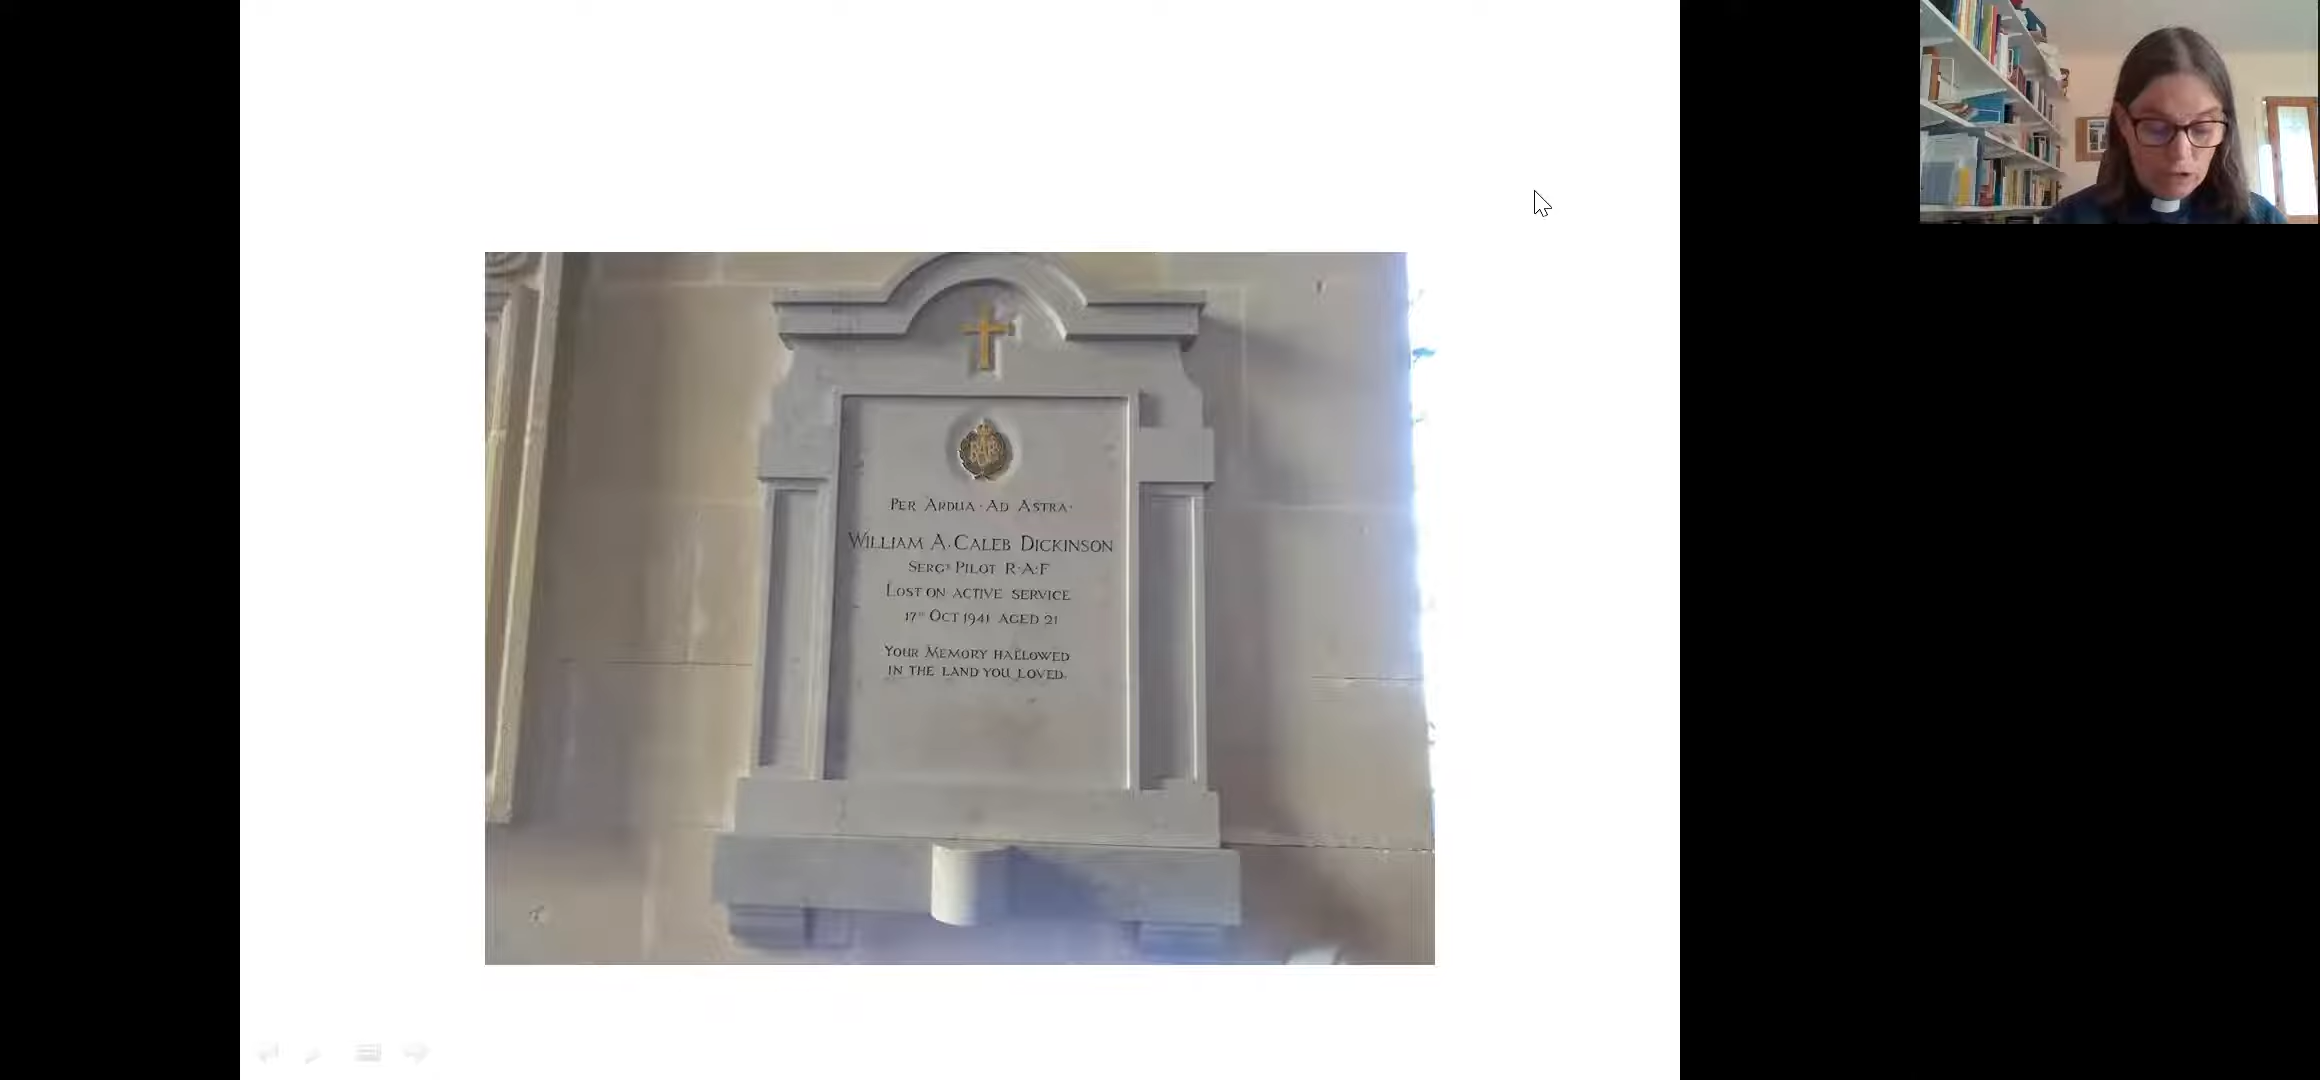 RAF
PER ARDUA · AD ASTRA ·
WILLIAM A. CALEB DICKINSON
SERGT PILOT R·A·F
LOST ON ACTIVE SERVICE
17TH OCT 1941 AGED 21
YOUR MEMORY HALLOWED
IN THE LAND YOU LOVED.